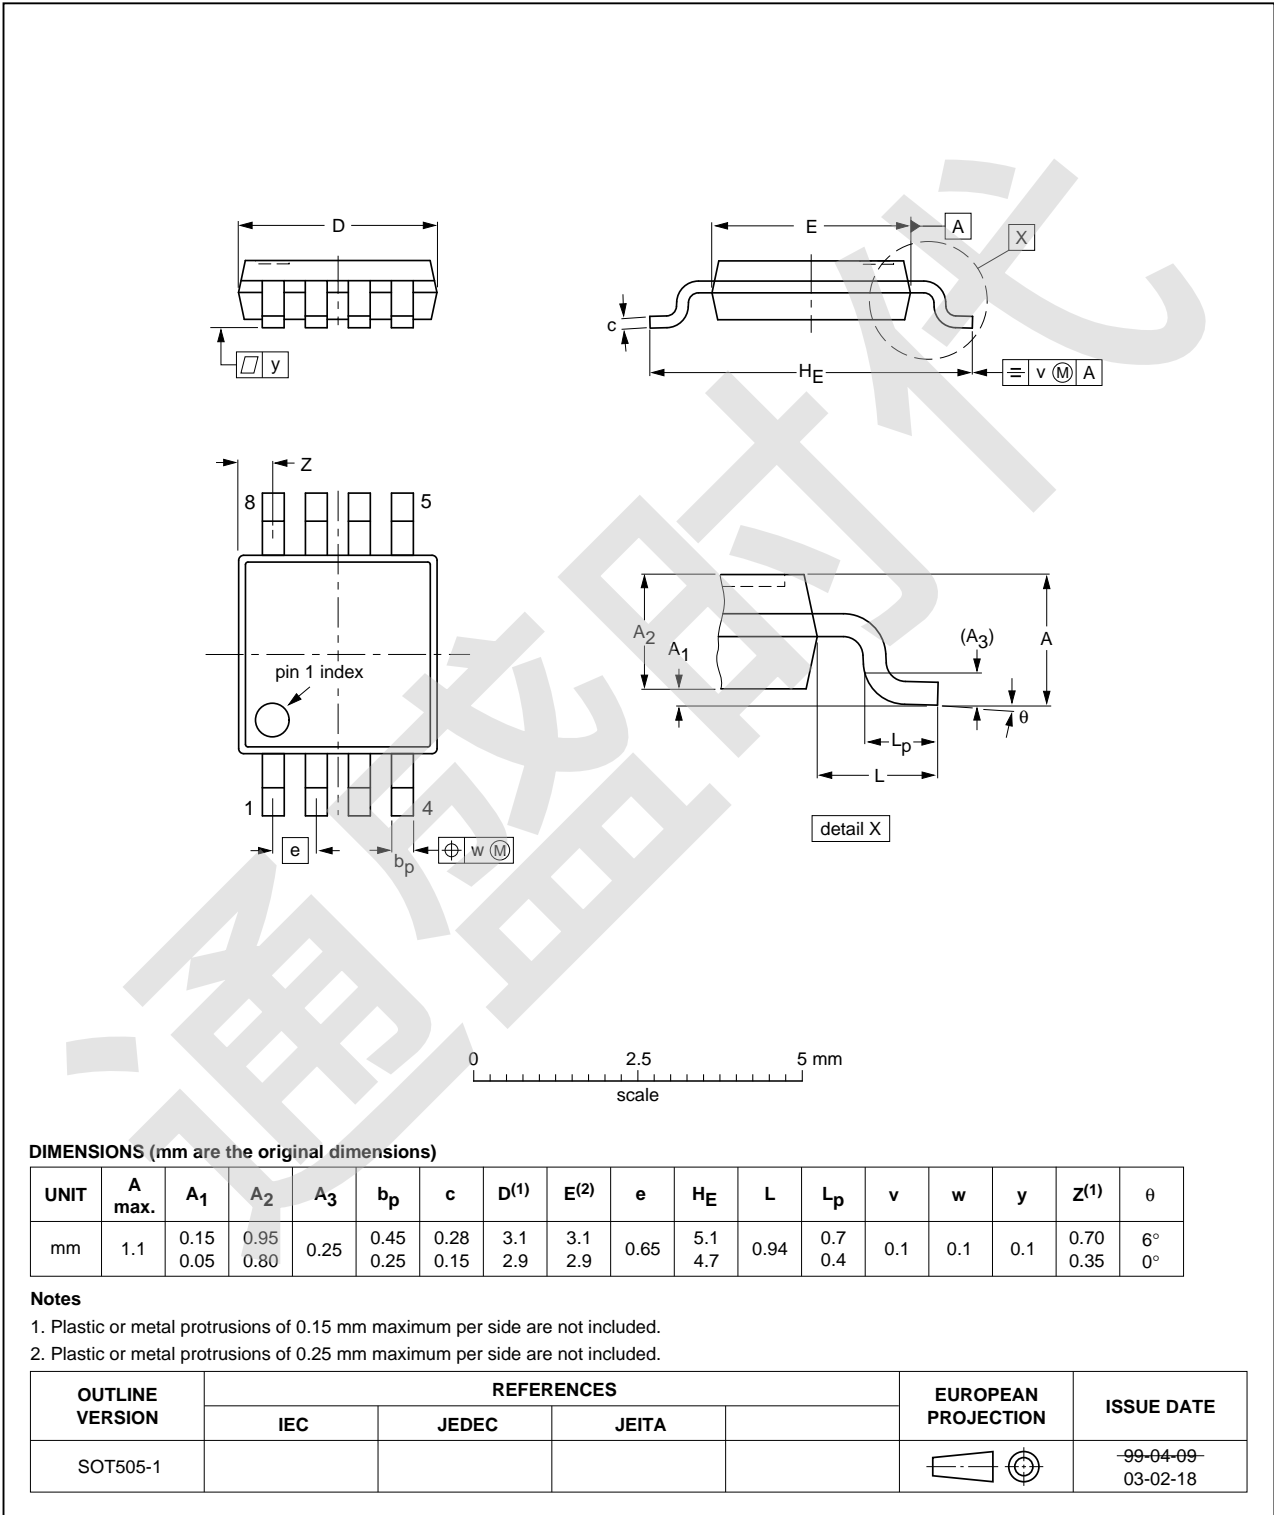 D
E
A
X
c
y
HE
v M A
Z
8
5
pin 1 index
1
4
e
bp
w M
A2
A1
(A3)
A
θ
Lp
L
detail X
0 2.5 5 mm
scale
DIMENSIONS (mm are the original dimensions)
UNIT A max. A1 A2 A3 bp c D(1) E(2) e HE L Lp v w y Z(1) θ
mm 1.1 0.15 0.05 0.95 0.80 0.25 0.45 0.25 0.28 0.15 3.1 2.9 3.1 2.9 0.65 5.1 4.7 0.94 0.7 0.4 0.1 0.1 0.1 0.70 0.35 6° 0°
Notes
1. Plastic or metal protrusions of 0.15 mm maximum per side are not included.
2. Plastic or metal protrusions of 0.25 mm maximum per side are not included.
OUTLINE VERSION REFERENCES EUROPEAN PROJECTION ISSUE DATE
IEC JEDEC JEITA
SOT505-1 99-04-09
03-02-18
通盛时代